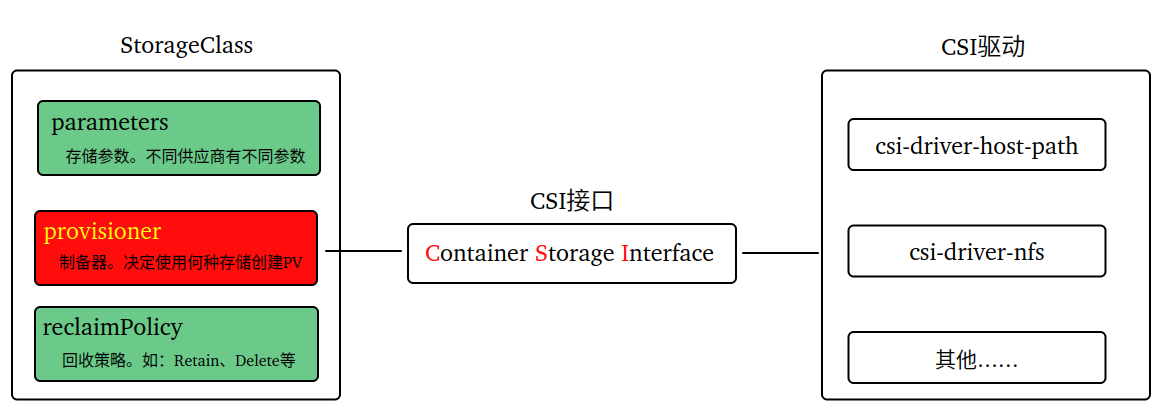 StorageClass
parameters
存储参数。不同供应商有不同参数
provisioner
制备器。决定使用何种存储创建PV
reclaimPolicy
回收策略。如：Retain、Delete等
CSI接口
Container Storage Interface
CSI驱动
csi-driver-host-path
csi-driver-nfs
其他……